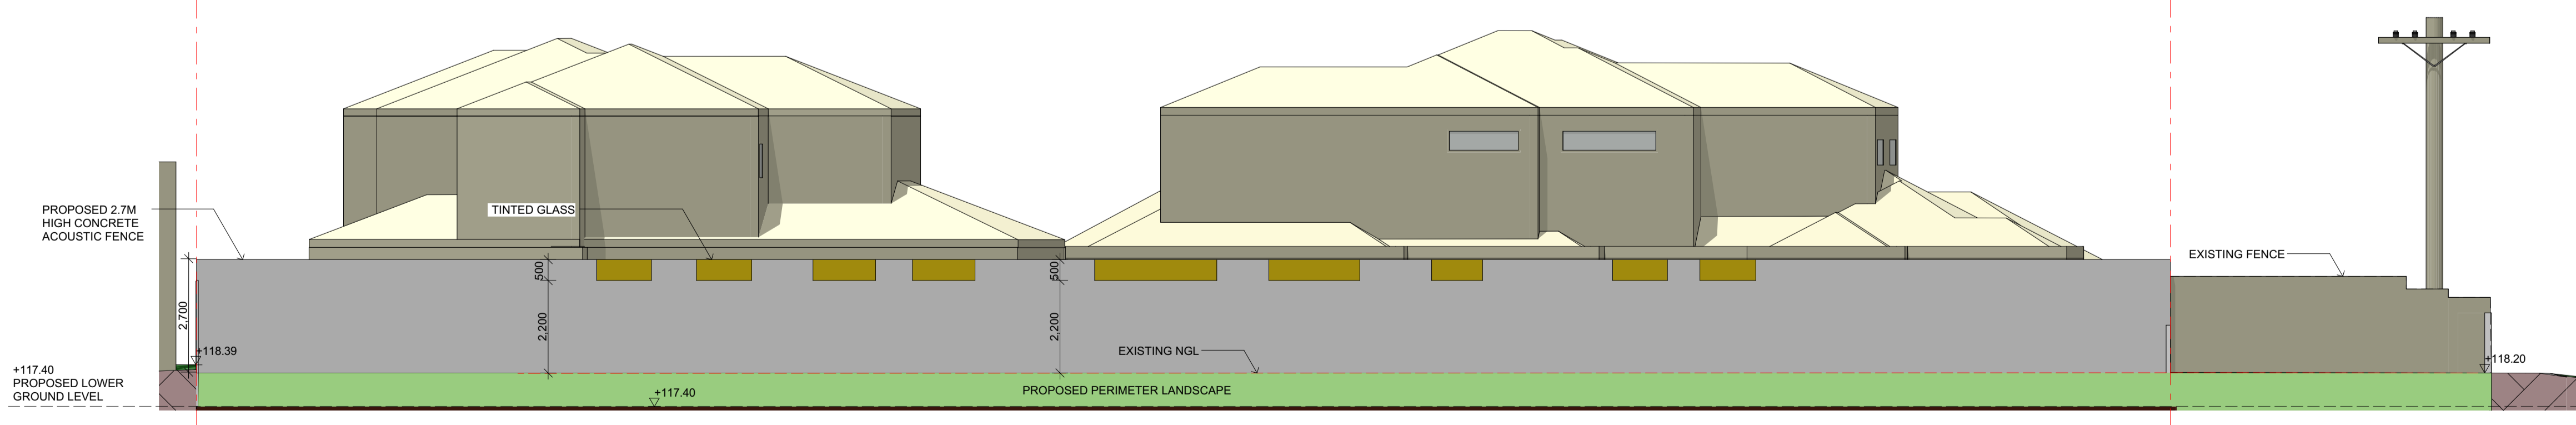 PROPOSED 2.7M
HIGH CONCRETE
ACOUSTIC FENCE
TINTED GLASS
EXISTING FENCE
500
500
2,700
2,200
2,200
+118.39
EXISTING NGL
+118.20
+117.40
PROPOSED LOWER
GROUND LEVEL
+117.40
PROPOSED PERIMETER LANDSCAPE